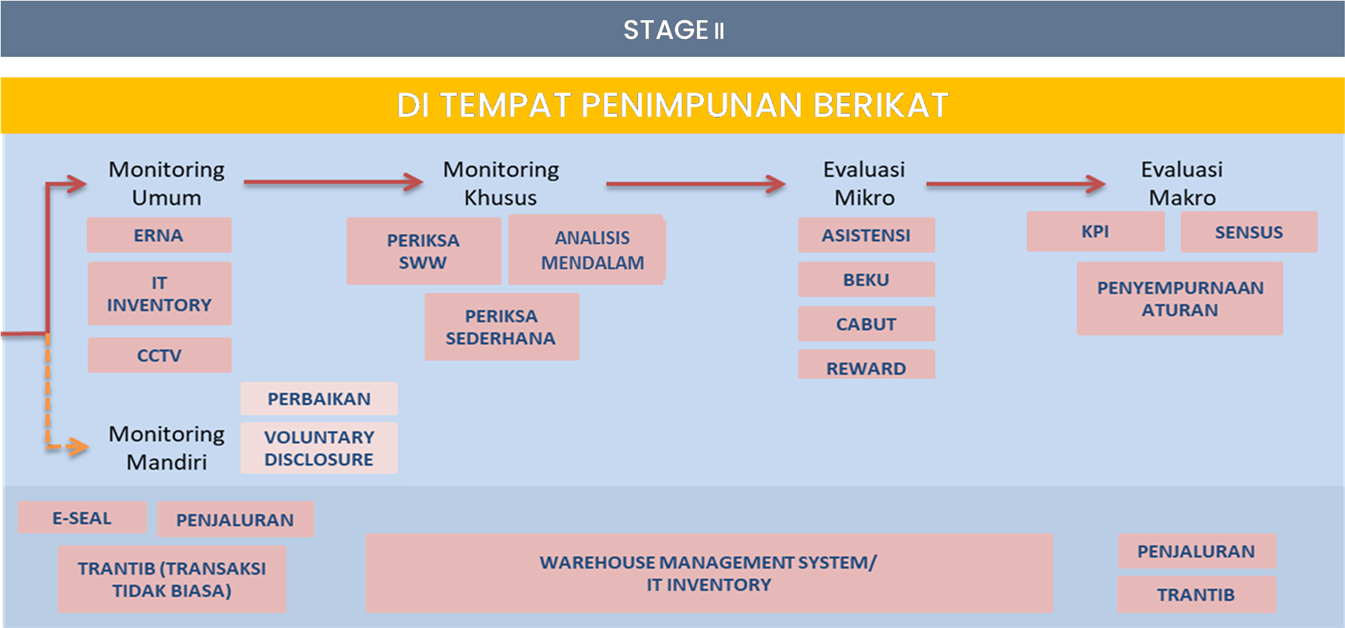 STAGE II
DI TEMPAT PENIMPUNAN BERIKAT
Monitoring
Umum
ERNA
IT
INVENTORY
CCTV
Monitoring
Khusus
PERIKSA
SWW
ANALISIS
MENDALAM
PERIKSA
SEDERHANA
Evaluasi
Mikro
ASISTENSI
BEKU
CABUT
REWARD
Evaluasi
Makro
KPI
SENSUS
PENYEMPURNAAN
ATURAN
Monitoring
Mandiri
PERBAIKAN
VOLUNTARY
DISCLOSURE
E-SEAL
PENJALURAN
TRANTIB (TRANSAKSI
TIDAK BIASA)
WAREHOUSE MANAGEMENT SYSTEM/
IT INVENTORY
PENJALURAN
TRANTIB